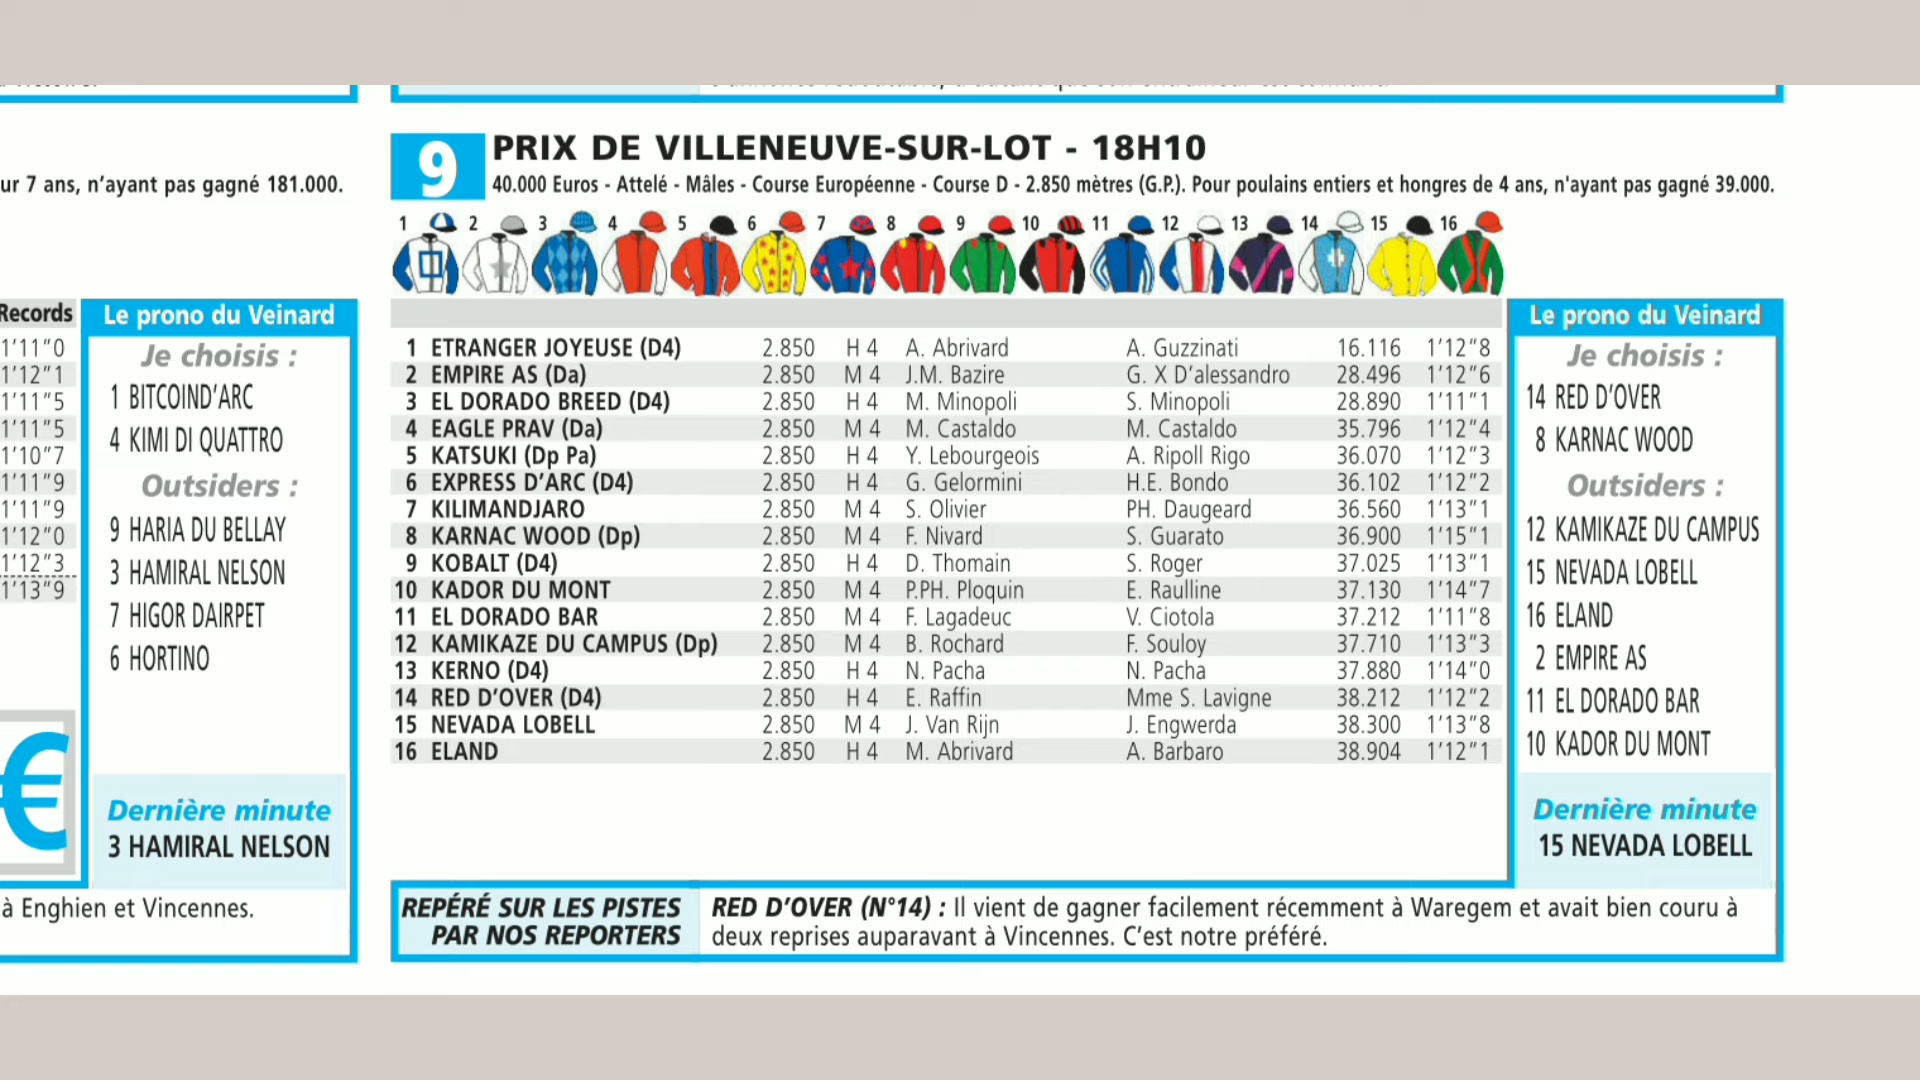 ur 7 ans, n’ayant pas gagné 181.000.
Records
1’11”0
1’12”1
1’11”5
1’11”5
1’10”7
1’11”9
1’11”9
1’12”0
1’12”3
1’13”9
€
Le prono du Veinard
Je choisis :
1 BITCOIND’ARC
4 KIMI DI QUATTRO
Outsiders :
9 HARIA DU BELLAY
3 HAMIRAL NELSON
7 HIGOR DAIRPET
6 HORTINO
Dernière minute
3 HAMIRAL NELSON
à Enghien et Vincennes.
9 PRIX DE VILLENEUVE-SUR-LOT - 18H10
40.000 Euros - Attelé - Mâles - Course Européenne - Course D - 2.850 mètres (G.P.). Pour poulains entiers et hongres de 4 ans, n'ayant pas gagné 39.000.
1 2 3 4 5 6 7 8 9 10 11 12 13 14 15 16
1 ETRANGER JOYEUSE (D4) 2.850 H 4 A. Abrivard A. Guzzinati 16.116 1’12”8
2 EMPIRE AS (Da) 2.850 M 4 J.M. Bazire G. X D’alessandro 28.496 1’12”6
3 EL DORADO BREED (D4) 2.850 H 4 M. Minopoli S. Minopoli 28.890 1’11”1
4 EAGLE PRAV (Da) 2.850 M 4 M. Castaldo M. Castaldo 35.796 1’12”4
5 KATSUKI (Dp Pa) 2.850 H 4 Y. Lebourgeois A. Ripoll Rigo 36.070 1’12”3
6 EXPRESS D’ARC (D4) 2.850 H 4 G. Gelormini H.E. Bondo 36.102 1’12”2
7 KILIMANDJARO 2.850 M 4 S. Olivier PH. Daugeard 36.560 1’13”1
8 KARNAC WOOD (Dp) 2.850 M 4 F. Nivard S. Guarato 36.900 1’15”1
9 KOBALT (D4) 2.850 H 4 D. Thomain S. Roger 37.025 1’13”1
10 KADOR DU MONT 2.850 M 4 P.PH. Ploquin E. Raulline 37.130 1’14”7
11 EL DORADO BAR 2.850 M 4 F. Lagadeuc V. Ciotola 37.212 1’11”8
12 KAMIKAZE DU CAMPUS (Dp) 2.850 M 4 B. Rochard F. Souloy 37.710 1’13”3
13 KERNO (D4) 2.850 H 4 N. Pacha N. Pacha 37.880 1’14”0
14 RED D’OVER (D4) 2.850 H 4 E. Raffin Mme S. Lavigne 38.212 1’12”2
15 NEVADA LOBELL 2.850 M 4 J. Van Rijn J. Engwerda 38.300 1’13”8
16 ELAND 2.850 H 4 M. Abrivard A. Barbaro 38.904 1’12”1
Le prono du Veinard
Je choisis :
14 RED D’OVER
8 KARNAC WOOD
Outsiders :
12 KAMIKAZE DU CAMPUS
15 NEVADA LOBELL
16 ELAND
2 EMPIRE AS
11 EL DORADO BAR
10 KADOR DU MONT
Dernière minute
15 NEVADA LOBELL
REPÉRÉ SUR LES PISTES
PAR NOS REPORTERS
RED D’OVER (N°14) : Il vient de gagner facilement récemment à Waregem et avait bien couru à
deux reprises auparavant à Vincennes. C’est notre préféré.